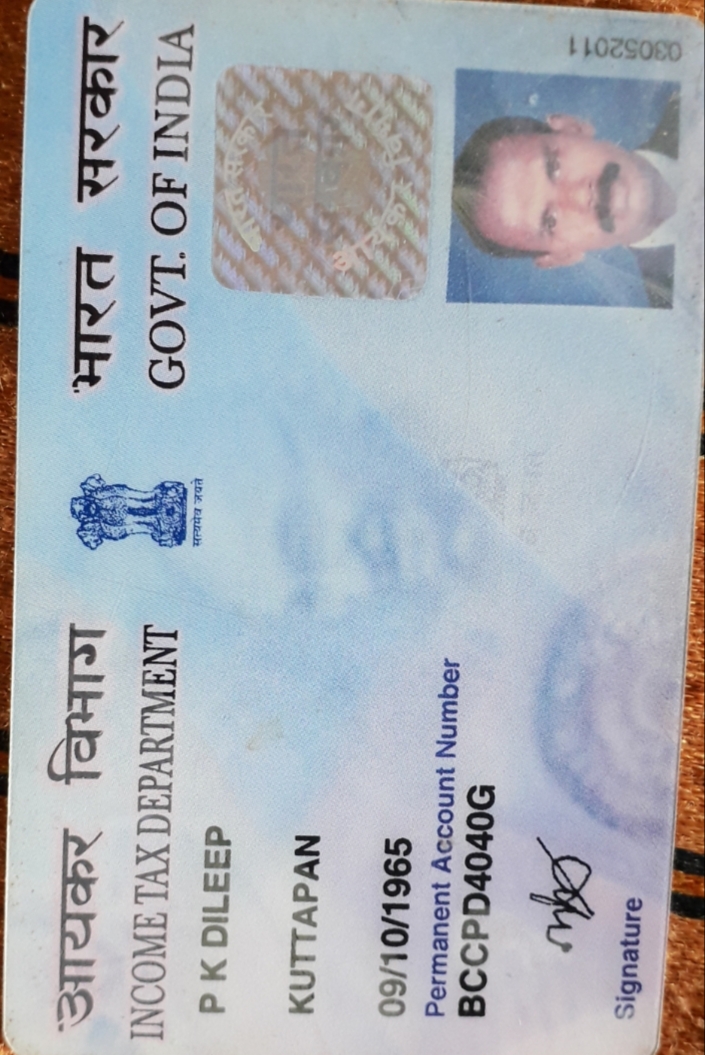 आयकर विभाग
INCOME TAX DEPARTMENT
सत्यमेव जयते
भारत सरकार
GOVT. OF INDIA
P K DILEEP
KUTTAPAN
09/10/1965
Permanent Account Number
BCCPD4040G
Signature
03052011